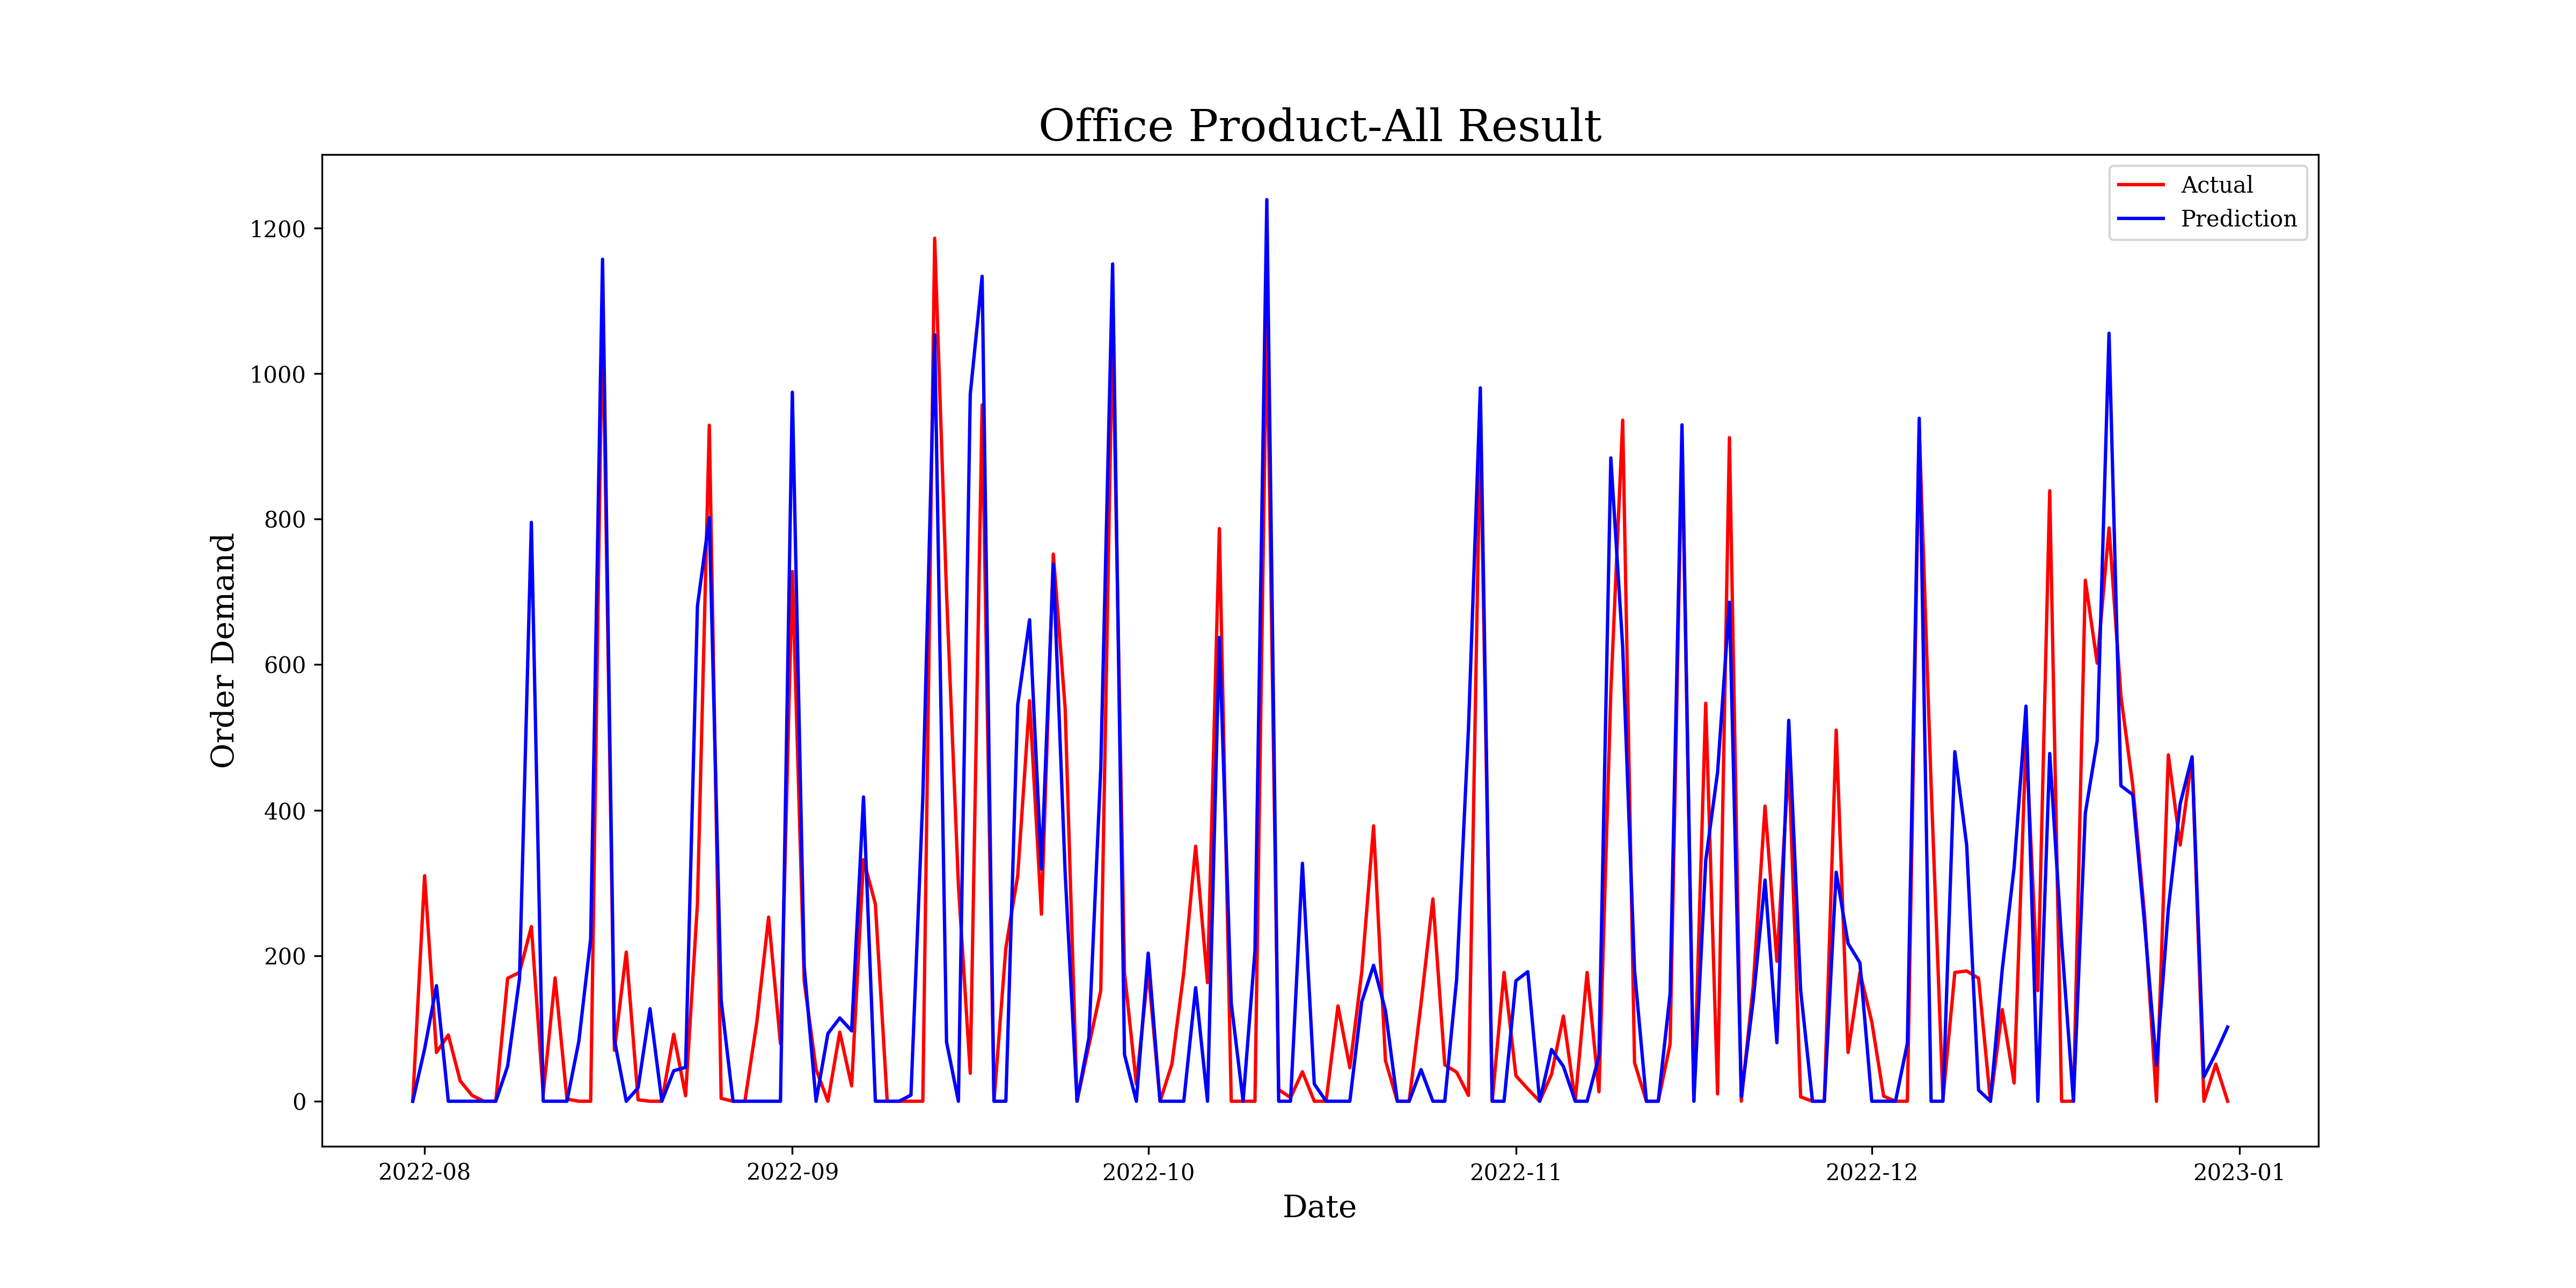 Office Product-All Result
Actual
Prediction
1200
1000
800
600
400
200
0
Order Demand
2022-08
2022-09
2022-10
2022-11
2022-12
2023-01
Date